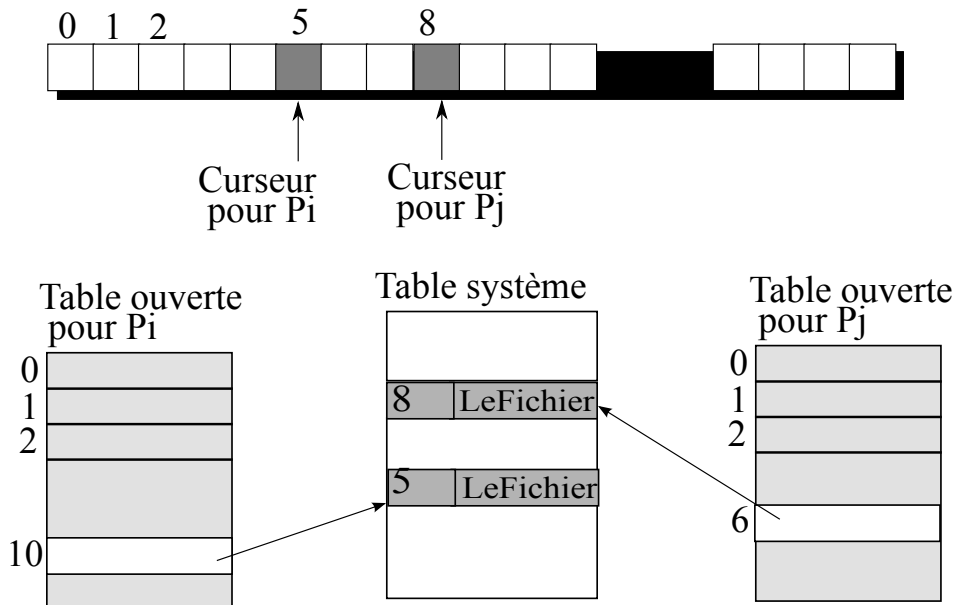 0 1 2 5 8
Curseur
pour Pi
Curseur
pour Pj
Table ouverte
pour Pi
0
1
2
10
Table système
8 LeFichier
5 LeFichier
Table ouverte
pour Pj
0
1
2
6